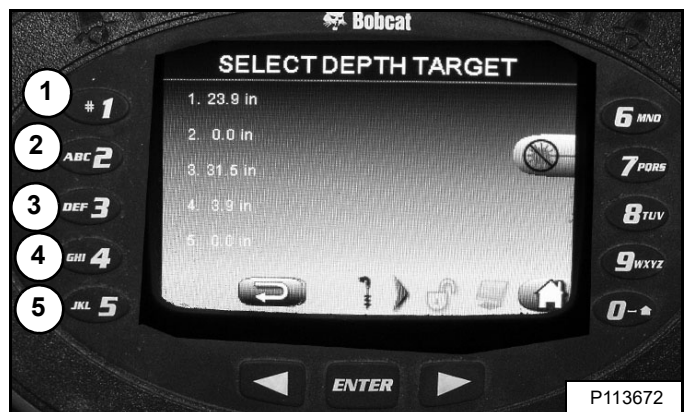 Bobcat
SELECT DEPTH TARGET
1
# 1
1. 23.9 in
6 MNO
2
ABC 2
2. 0.0 in
7 PQRS
3
DEF 3
3. 31.5 in
8 TUV
4
GHI 4
4. 3.9 in
9 WXYZ
5
JKL 5
5. 0.0 in
0-
ENTER
P113672